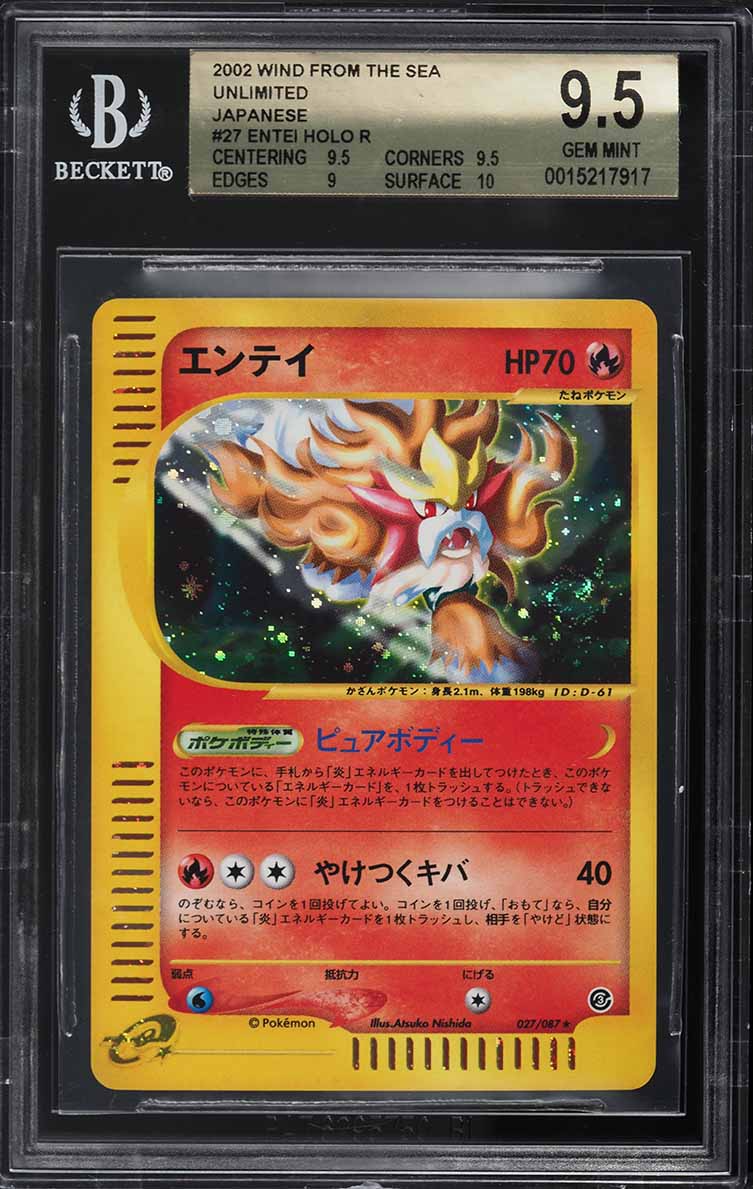 2002 WIND FROM THE SEA
UNLIMITED
JAPANESE
#27 ENTEI HOLO R
CENTERING 9.5 CORNERS 9.5
EDGES 9 SURFACE 10
9.5
GEM MINT
0015217917
B
BECKETT®
エンテイ HP70
たねポケモン
かざんポケモン：身長2.1m、体重198kg ID:D-61
特殊体質
ポケボディー ピュアボディー
このポケモンに、手札から「炎」エネルギーカードを出してつけたとき、このポケ
モンについている「エネルギーカード」を、1枚トラッシュする。（トラッシュできな
いなら、このポケモンに「炎」エネルギーカードをつけることはできない。）
やけつくキバ 40
のぞむなら、コインを1回投げてよい。コインを1回投げ、「おもて」なら、自分
についている「炎」エネルギーカードを1枚トラッシュし、相手を「やけど」状態に
する。
弱点 抵抗力 にげる
©Pokémon Illus.Atsuko Nishida 027/087★
e
3